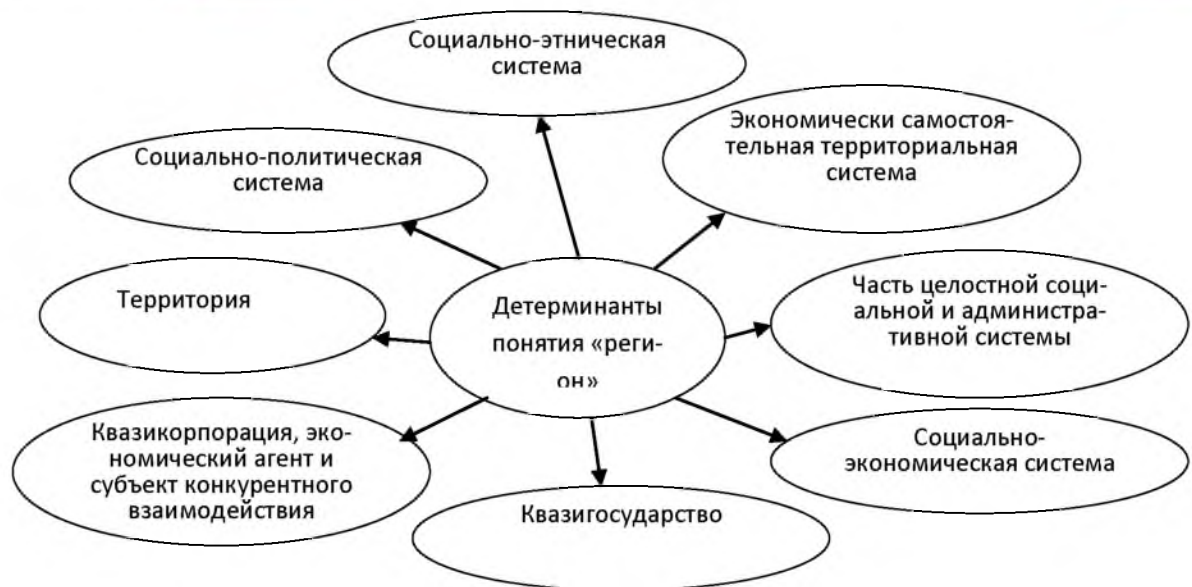 Социально-этническая
система
Социально-политическая
система
Экономически самостоя-
тельная территориальная
система
Территория
Детерминанты
понятия «реги-
он»
Часть целостной соци-
альной и администра-
тивной системы
Квазикорпорация, эко-
номический агент и
субъект конкурентного
взаимодействия
Квазигосударство
Социально-
экономическая система